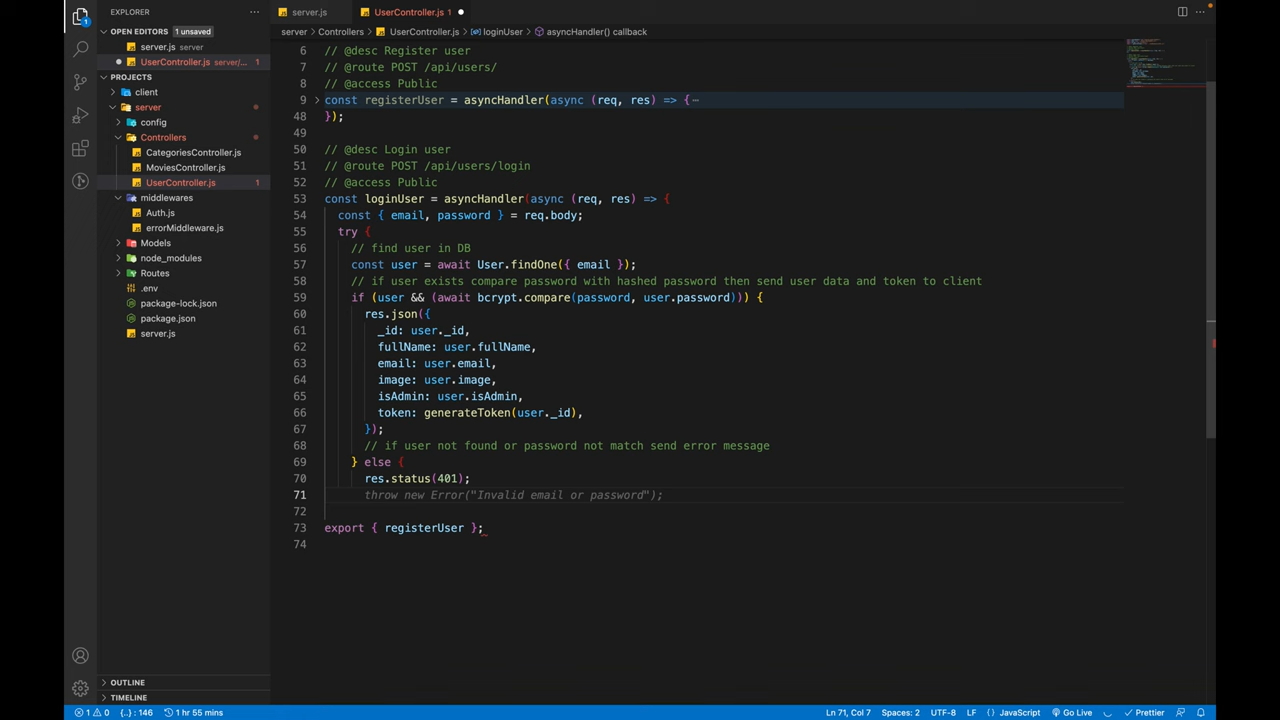 EXPLORER
OPEN EDITORS 1 unsaved
server.js server
UserController.js server/... 1
PROJECTS
client
server
config
Controllers
CategoriesController.js
MoviesController.js
UserController.js 1
middlewares
Auth.js
errorMiddleware.js
Models
node_modules
Routes
.env
package-lock.json
package.json
server.js
OUTLINE
TIMELINE
server.js
UserController.js 1
server > Controllers > UserController.js > loginUser > asyncHandler() callback
6 // @desc Register user
7 // @route POST /api/users/
8 // @access Public
9 const registerUser = asyncHandler(async (req, res) => {⋯
48 });
49
50 // @desc Login user
51 // @route POST /api/users/login
52 // @access Public
53 const loginUser = asyncHandler(async (req, res) => {
54 const { email, password } = req.body;
55 try {
56 // find user in DB
57 const user = await User.findOne({ email });
58 // if user exists compare password with hashed password then send user data and token to client
59 if (user && (await bcrypt.compare(password, user.password))) {
60 res.json({
61 _id: user._id,
62 fullName: user.fullName,
63 email: user.email,
64 image: user.image,
65 isAdmin: user.isAdmin,
66 token: generateToken(user._id),
67 });
68 // if user not found or password not match send error message
69 } else {
70 res.status(401);
71 throw new Error("Invalid email or password");
72
73 export { registerUser };
74
1 0 {..} : 146 1 hr 55 mins Ln 71, Col 7 Spaces: 2 UTF-8 LF JavaScript Go Live Prettier